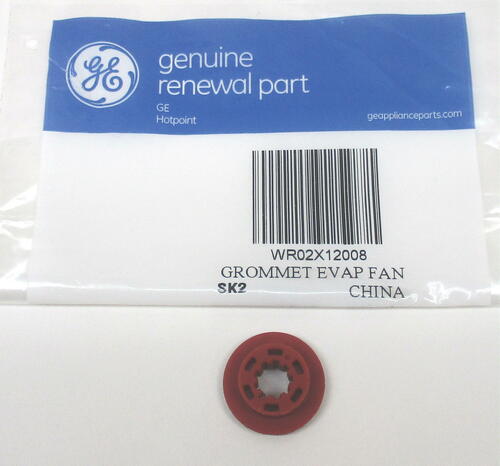 GE
genuine
renewal part
GE
Hotpoint
geapplianceparts.com
WR02X12008
GROMMET EVAP FAN
SK2 CHINA